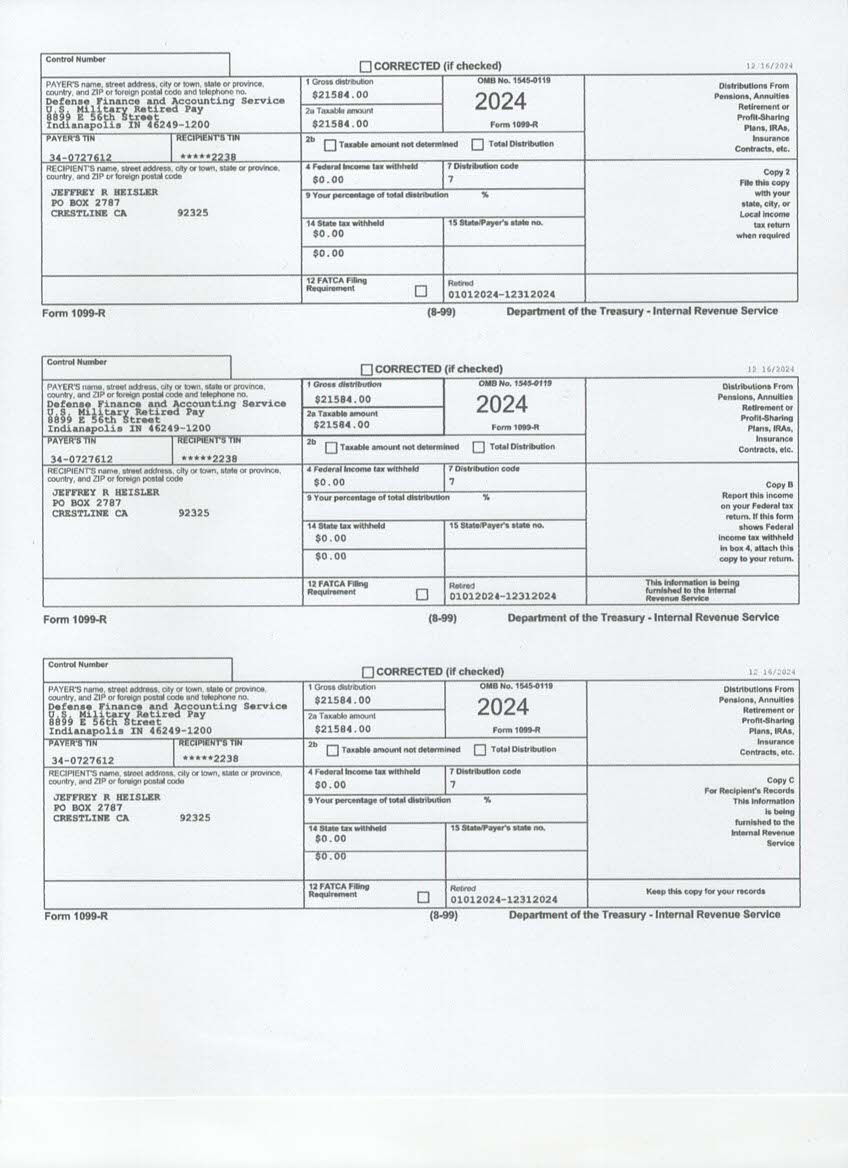 Control Number
CORRECTED (if checked)
12 16/2024
PAYER'S name, street address, city or town, state or province,
country, and ZIP or foreign postal code and telephone no.
Defense Finance and Accounting Service
U.S. Military Retired Pay
8899 E 56th Street
Indianapolis IN 46249-1200
1 Gross distribution
$21584.00
2a Taxable amount
$21584.00
OMB No. 1545-0119
2024
Form 1099-R
Distributions From
Pensions, Annuities
Retirement or
Profit-Sharing
Plans, IRAs,
Insurance
Contracts, etc.
PAYER'S TIN
34-0727612
RECIPIENT'S TIN
*****2238
2b Taxable amount not determined Total Distribution
RECIPIENT'S name, street address, city or town, state or province,
country, and ZIP or foreign postal code
JEFFREY R HEISLER
PO BOX 2787
CRESTLINE CA 92325
4 Federal Income tax withheld
$0.00
7 Distribution code
7
9 Your percentage of total distribution %
14 State tax withheld
$0.00
$0.00
15 State/Payer's state no.
Copy 2
File this copy
with your
state, city, or
Local income
tax return
when required
12 FATCA Filing
Requirement
Retired
01012024-12312024
Form 1099-R (8-99) Department of the Treasury - Internal Revenue Service
Control Number
CORRECTED (if checked)
12 16/2024
PAYER'S name, street address, city or town, state or province,
country, and ZIP or foreign postal code and telephone no.
Defense Finance and Accounting Service
U.S. Military Retired Pay
8899 E 56th Street
Indianapolis IN 46249-1200
1 Gross distribution
$21584.00
2a Taxable amount
$21584.00
OMB No. 1545-0119
2024
Form 1099-R
Distributions From
Pensions, Annuities
Retirement or
Profit-Sharing
Plans, IRAs,
Insurance
Contracts, etc.
PAYER'S TIN
34-0727612
RECIPIENT'S TIN
*****2238
2b Taxable amount not determined Total Distribution
RECIPIENT'S name, street address, city or town, state or province,
country, and ZIP or foreign postal code
JEFFREY R HEISLER
PO BOX 2787
CRESTLINE CA 92325
4 Federal Income tax withheld
$0.00
7 Distribution code
7
9 Your percentage of total distribution %
14 State tax withheld
$0.00
$0.00
15 State/Payer's state no.
Copy B
Report this income
on your Federal tax
return. If this form
shows Federal
income tax withheld
in box 4, attach this
copy to your return.
12 FATCA Filing
Requirement
Retired
01012024-12312024
This information is being
furnished to the Internal
Revenue Service
Form 1099-R (8-99) Department of the Treasury - Internal Revenue Service
Control Number
CORRECTED (if checked)
12 16/2024
PAYER'S name, street address, city or town, state or province,
country, and ZIP or foreign postal code and telephone no.
Defense Finance and Accounting Service
U.S. Military Retired Pay
8899 E 56th Street
Indianapolis IN 46249-1200
1 Gross distribution
$21584.00
2a Taxable amount
$21584.00
OMB No. 1545-0119
2024
Form 1099-R
Distributions From
Pensions, Annuities
Retirement or
Profit-Sharing
Plans, IRAs,
Insurance
Contracts, etc.
PAYER'S TIN
34-0727612
RECIPIENT'S TIN
*****2238
2b Taxable amount not determined Total Distribution
RECIPIENT'S name, street address, city or town, state or province,
country, and ZIP or foreign postal code
JEFFREY R HEISLER
PO BOX 2787
CRESTLINE CA 92325
4 Federal Income tax withheld
$0.00
7 Distribution code
7
9 Your percentage of total distribution %
14 State tax withheld
$0.00
$0.00
15 State/Payer's state no.
Copy C
For Recipient's Records
This Information
is being
furnished to the
Internal Revenue
Service
12 FATCA Filing
Requirement
Retired
01012024-12312024
Keep this copy for your records
Form 1099-R (8-99) Department of the Treasury - Internal Revenue Service